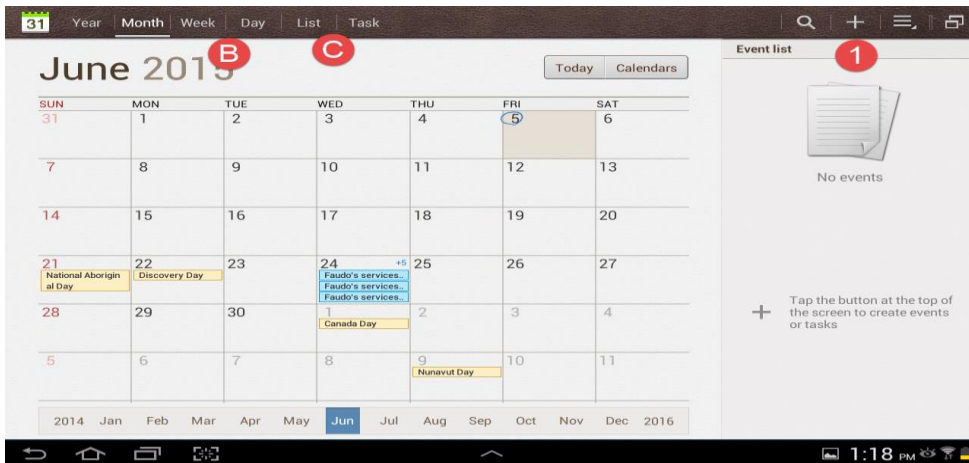 31 Year Month Week Day List Task
B C 1
June 2015
Today Calendars
Event list
SUN MON TUE WED THU FRI SAT
31 1 2 3 4 5 6
No events
7 8 9 10 11 12 13
14 15 16 17 18 19 20
21 22 23 24 +5 25 26 27
National Aborigin Discovery Day Faudo's services..
al Day Faudo's services..
Faudo's services..
28 29 30 1 2 3 4
Canada Day
Tap the button at the top of
the screen to create events
or tasks
5 6 7 8 9 10 11
Nunavut Day
2014 Jan Feb Mar Apr May Jun Jul Aug Sep Oct Nov Dec 2016
1:18 PM